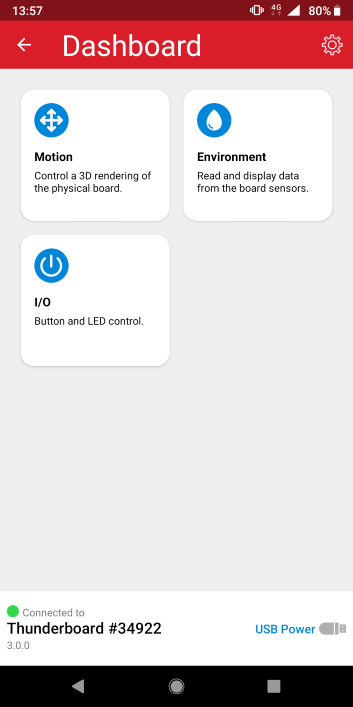 13:57
4G
80%
Dashboard
Motion
Control a 3D rendering of
the physical board.
Environment
Read and display data
from the board sensors.
I/O
Button and LED control.
Connected to
Thunderboard #34922
USB Power
3.0.0